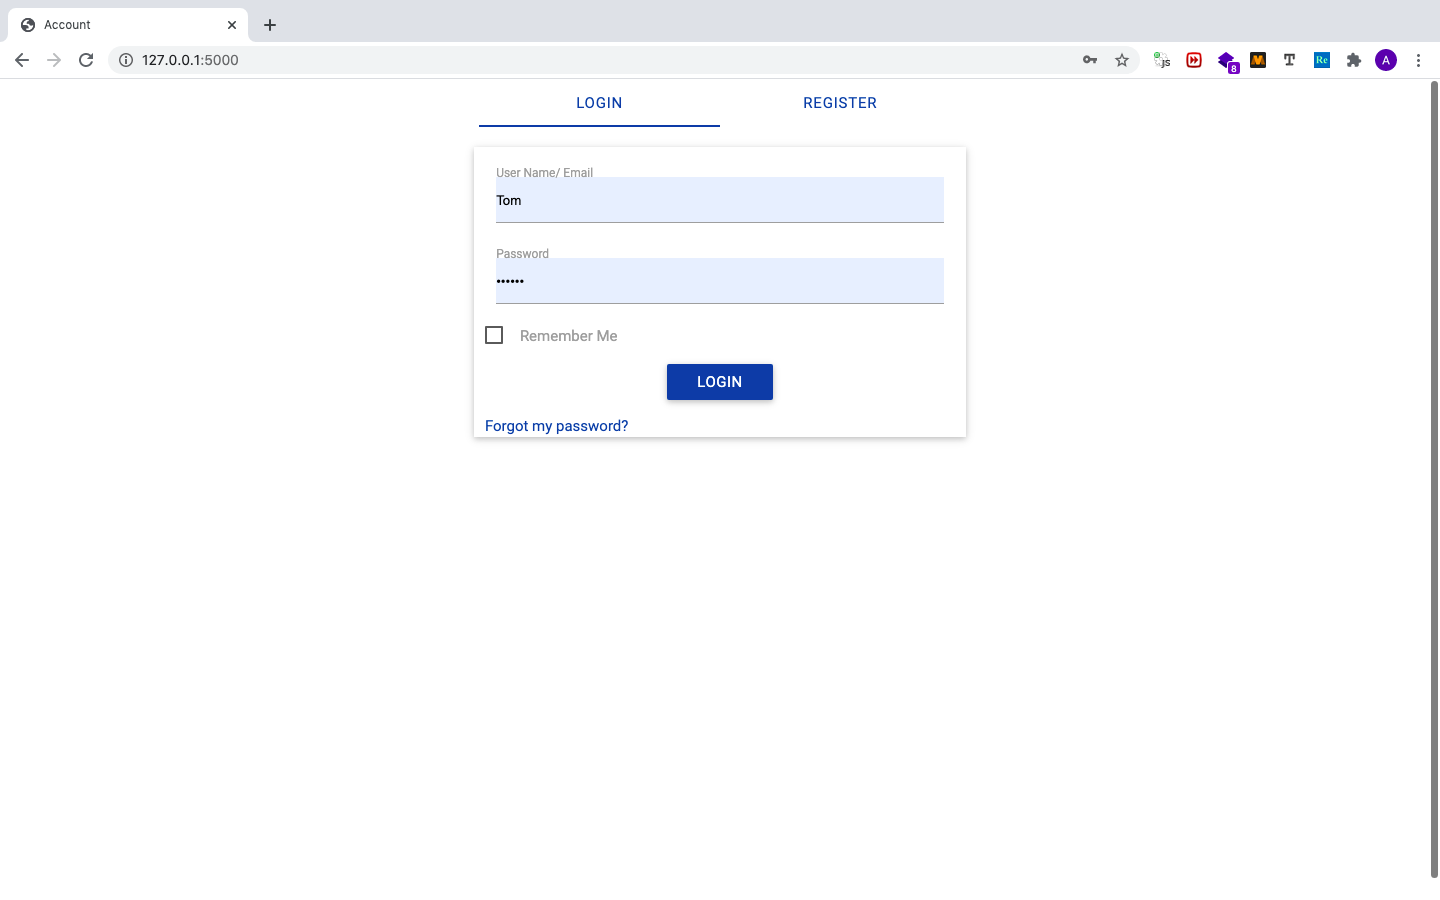 Account
127.0.0.1:5000
js
8
T
Re
A
LOGIN
REGISTER
User Name/ Email
Tom
Password
••••••
Remember Me
LOGIN
Forgot my password?